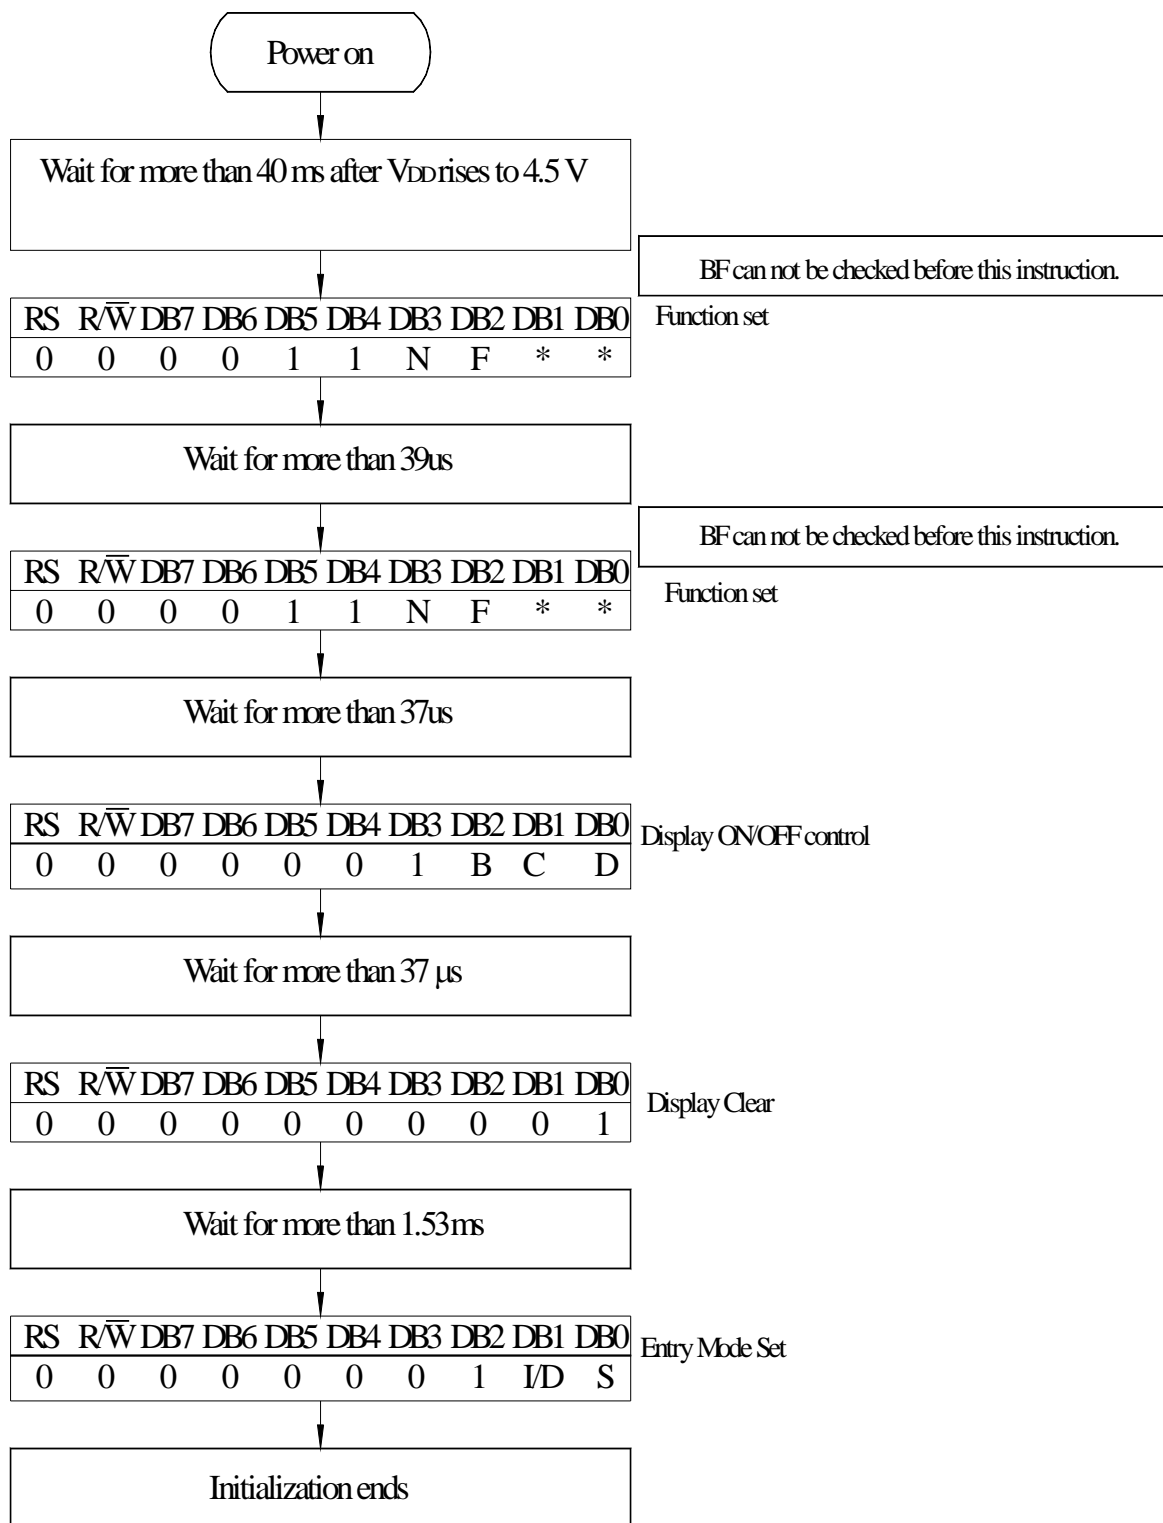 Power on
Wait for more than 40 ms after VDD rises to 4.5 V
BF can not be checked before this instruction.
RS R/W̅ DB7 DB6 DB5 DB4 DB3 DB2 DB1 DB0
Function set
0 0 0 0 1 1 N F * *
Wait for more than 39us
BF can not be checked before this instruction.
RS R/W̅ DB7 DB6 DB5 DB4 DB3 DB2 DB1 DB0
Function set
0 0 0 0 1 1 N F * *
Wait for more than 37us
RS R/W̅ DB7 DB6 DB5 DB4 DB3 DB2 DB1 DB0
Display ON/OFF control
0 0 0 0 0 0 1 B C D
Wait for more than 37 µs
RS R/W̅ DB7 DB6 DB5 DB4 DB3 DB2 DB1 DB0
Display Clear
0 0 0 0 0 0 0 0 0 1
Wait for more than 1.53ms
RS R/W̅ DB7 DB6 DB5 DB4 DB3 DB2 DB1 DB0
Entry Mode Set
0 0 0 0 0 0 0 1 I/D S
Initialization ends